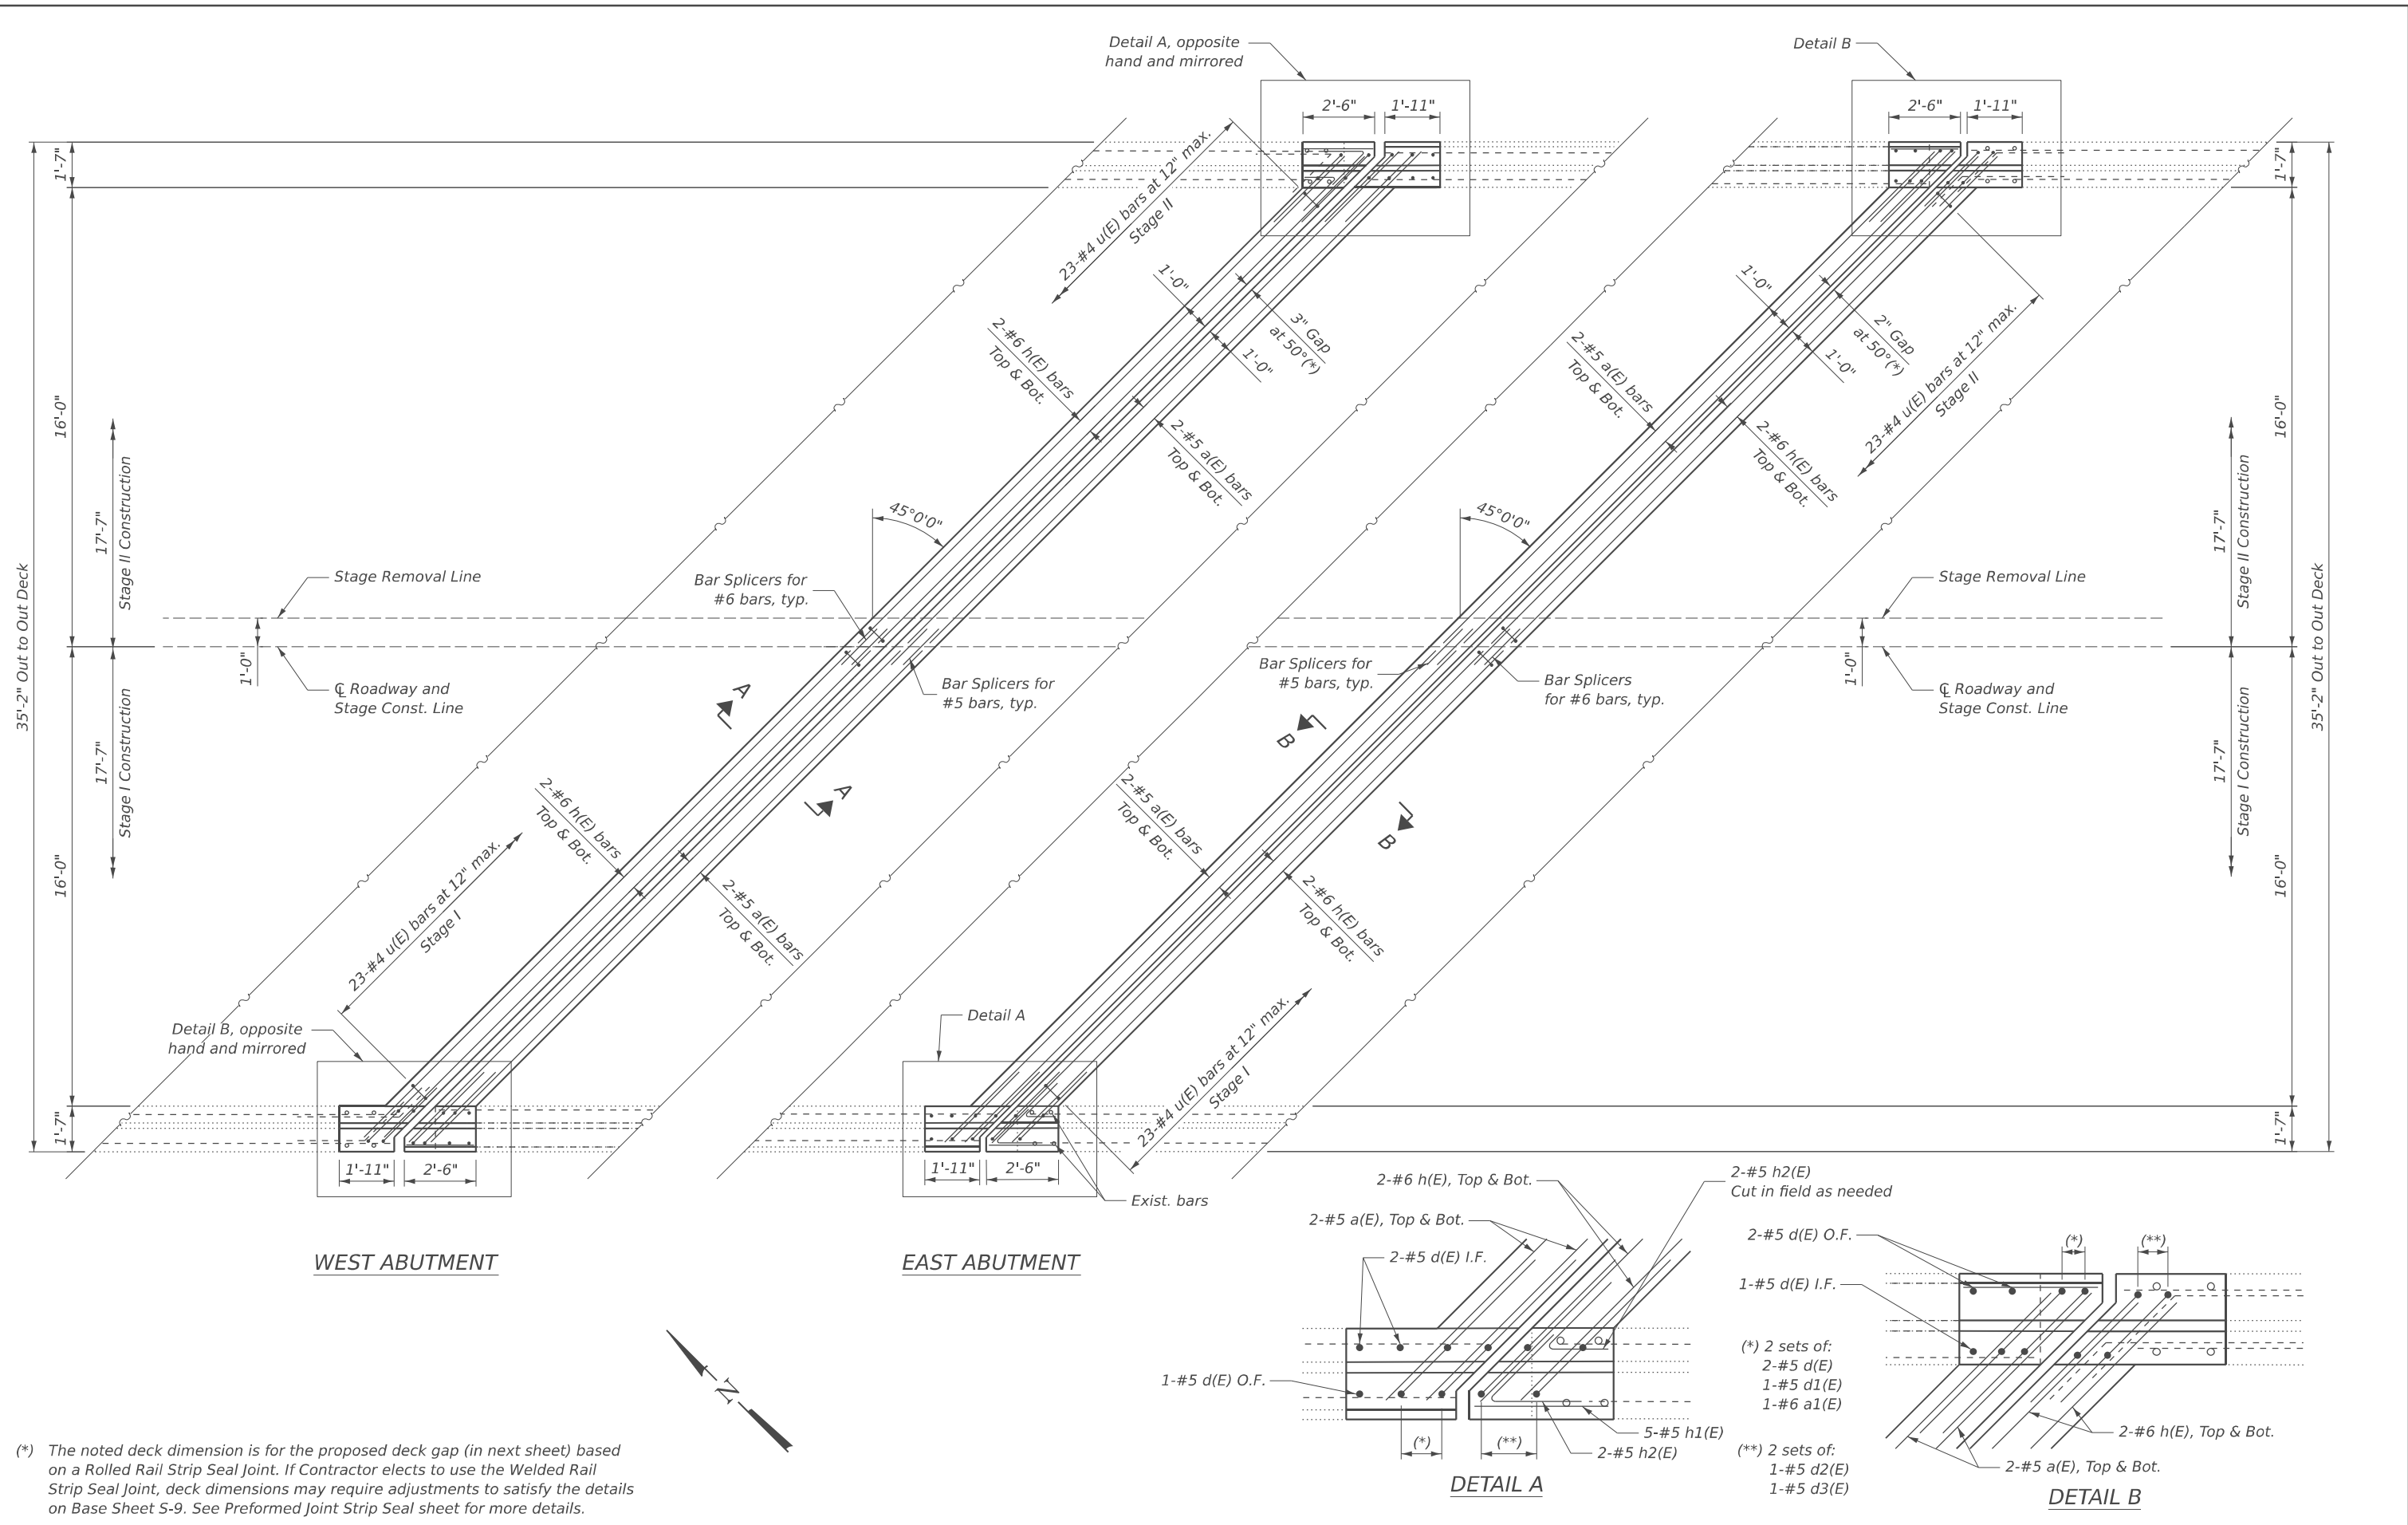 Detail A, opposite
hand and mirrored
Detail B
2'-6"
1'-11"
2'-6"
1'-11"
1'-7"
1'-7"
23-#4 u(E) bars at 12" max.
Stage II
1'-0"
3" Gap
at 50°(*)
1'-0"
2-#6 h(E) bars
Top & Bot.
2-#5 a(E) bars
Top & Bot.
1'-0"
2" Gap
at 50°(*)
1'-0"
23-#4 u(E) bars at 12" max.
Stage II
2-#5 a(E) bars
Top & Bot.
2-#6 h(E) bars
Top & Bot.
16'-0"
17'-7"
Stage II Construction
35'-2" Out to Out Deck
45°0'0"
45°0'0"
16'-0"
17'-7"
Stage II Construction
35'-2" Out to Out Deck
Stage Removal Line
Bar Splicers for
#6 bars, typ.
Stage Removal Line
1'-0"
℄ Roadway and
Stage Const. Line
Bar Splicers for
#5 bars, typ.
Bar Splicers for
#5 bars, typ.
Bar Splicers
for #6 bars, typ.
1'-0"
℄ Roadway and
Stage Const. Line
A
A
B
B
17'-7"
Stage I Construction
16'-0"
17'-7"
Stage I Construction
16'-0"
2-#6 h(E) bars
Top & Bot.
2-#5 a(E) bars
Top & Bot.
23-#4 u(E) bars at 12" max.
Stage I
2-#5 a(E) bars
Top & Bot.
2-#6 h(E) bars
Top & Bot.
23-#4 u(E) bars at 12" max.
Stage I
Detail B, opposite
hand and mirrored
Detail A
1'-7"
1'-7"
1'-11"
2'-6"
1'-11"
2'-6"
Exist. bars
WEST ABUTMENT
EAST ABUTMENT
2-#6 h(E), Top & Bot.
2-#5 h2(E)
Cut in field as needed
2-#5 a(E), Top & Bot.
2-#5 d(E) I.F.
1-#5 d(E) O.F.
(*)
(**)
5-#5 h1(E)
2-#5 h2(E)
DETAIL A
2-#5 d(E) O.F.
1-#5 d(E) I.F.
(*)
(**)
(*) 2 sets of:
2-#5 d(E)
1-#5 d1(E)
1-#6 a1(E)
(**) 2 sets of:
1-#5 d2(E)
1-#5 d3(E)
2-#6 h(E), Top & Bot.
2-#5 a(E), Top & Bot.
DETAIL B
N
(*) The noted deck dimension is for the proposed deck gap (in next sheet) based
on a Rolled Rail Strip Seal Joint. If Contractor elects to use the Welded Rail
Strip Seal Joint, deck dimensions may require adjustments to satisfy the details
on Base Sheet S-9. See Preformed Joint Strip Seal sheet for more details.